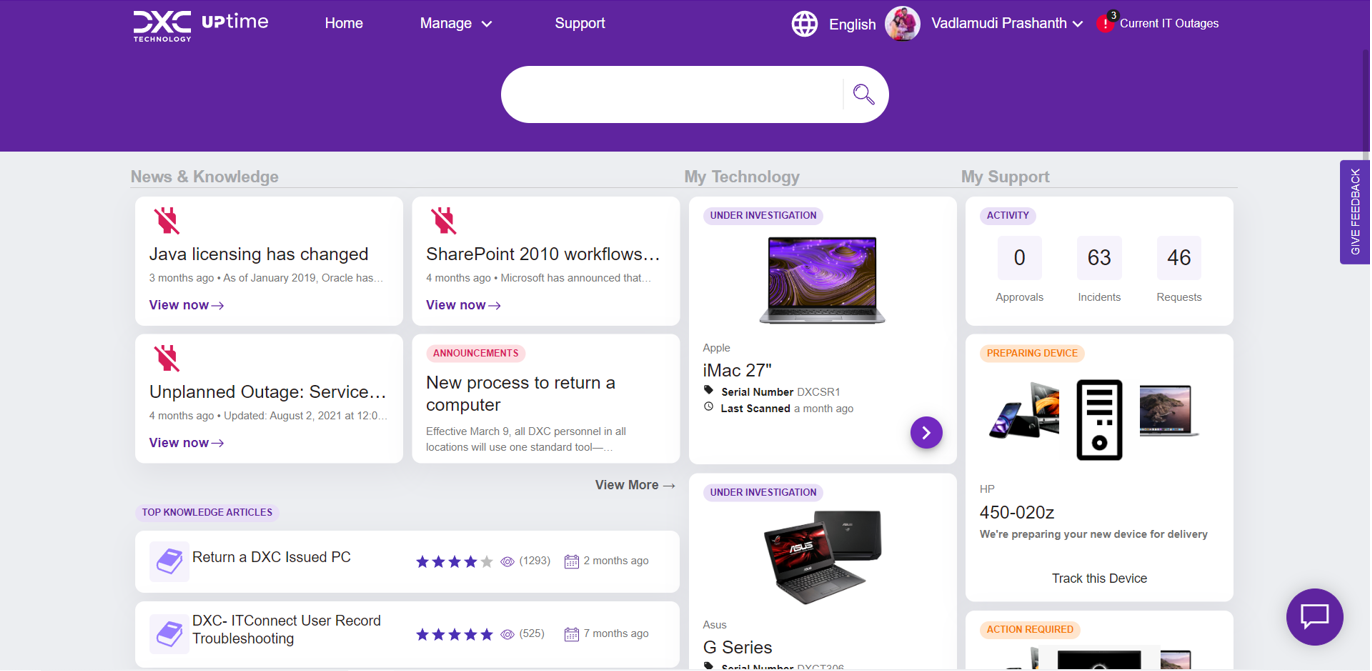 DXC
TECHNOLOGY
UPtime
Home
Manage
Support
English
Vadlamudi Prashanth
3
Current IT Outages
GIVE FEEDBACK
News & Knowledge
Java licensing has changed
3 months ago • As of January 2019, Oracle has...
View now→
SharePoint 2010 workflows...
4 months ago • Microsoft has announced that...
View now→
Unplanned Outage: Service...
4 months ago • Updated: August 2, 2021 at 12:0...
View now→
ANNOUNCEMENTS
New process to return a
computer
Effective March 9, all DXC personnel in all
locations will use one standard tool—...
View More →
TOP KNOWLEDGE ARTICLES
Return a DXC Issued PC
(1293)
2 months ago
DXC- ITConnect User Record
Troubleshooting
(525)
7 months ago
My Technology
UNDER INVESTIGATION
Apple
iMac 27"
Serial Number DXCSR1
Last Scanned a month ago
UNDER INVESTIGATION
ASUS
Asus
G Series
Serial Number DXCT306
My Support
ACTIVITY
0
Approvals
63
Incidents
46
Requests
PREPARING DEVICE
HP
450-020z
We're preparing your new device for delivery
Track this Device
ACTION REQUIRED